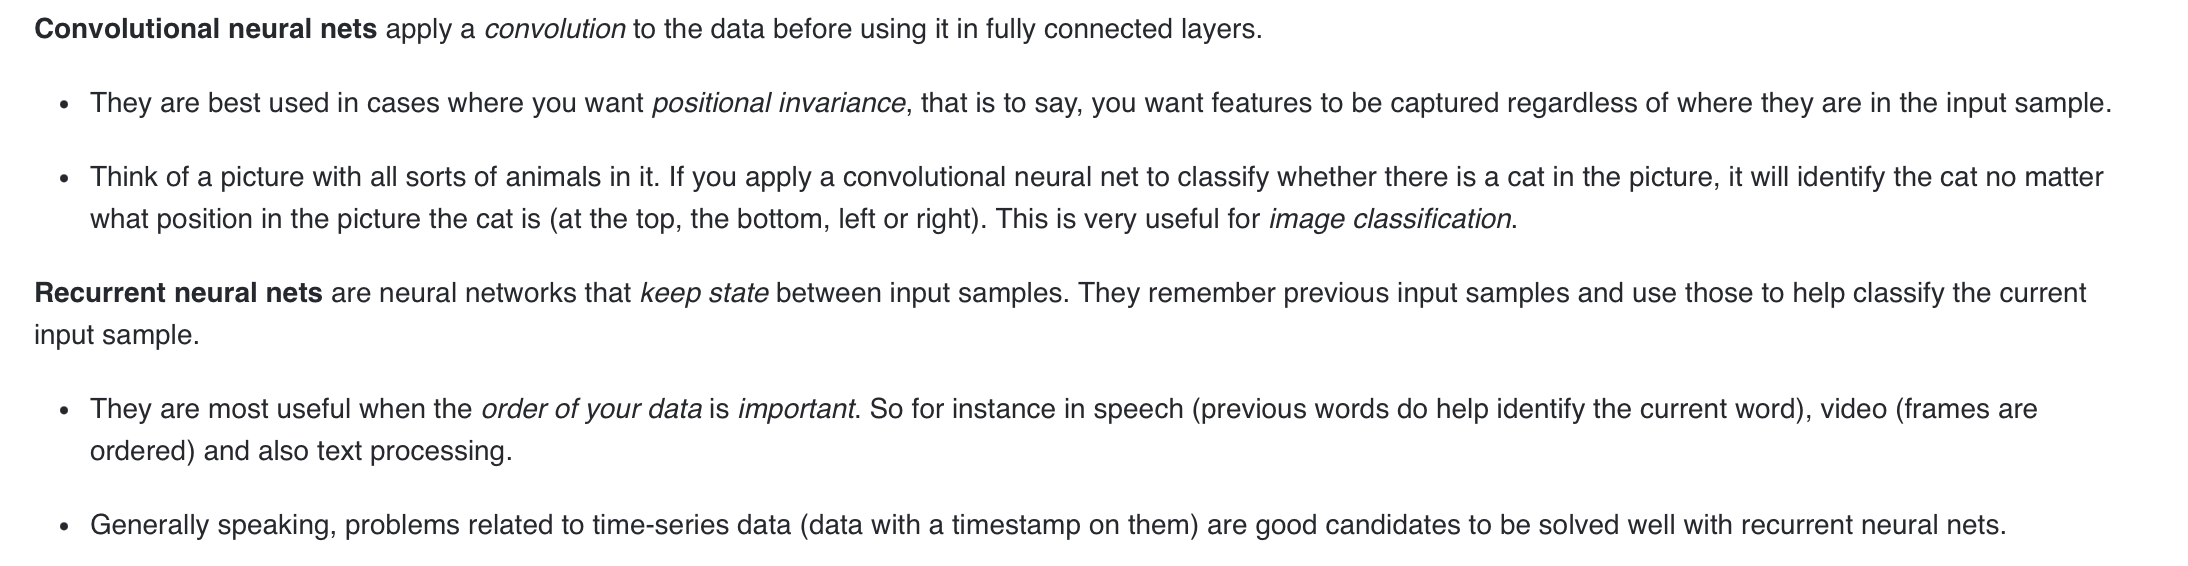 Convolutional neural nets apply a convolution to the data before using it in fully connected layers.
• They are best used in cases where you want positional invariance, that is to say, you want features to be captured regardless of where they are in the input sample.
• Think of a picture with all sorts of animals in it. If you apply a convolutional neural net to classify whether there is a cat in the picture, it will identify the cat no matter
what position in the picture the cat is (at the top, the bottom, left or right). This is very useful for image classification.
Recurrent neural nets are neural networks that keep state between input samples. They remember previous input samples and use those to help classify the current
input sample.
• They are most useful when the order of your data is important. So for instance in speech (previous words do help identify the current word), video (frames are
ordered) and also text processing.
• Generally speaking, problems related to time-series data (data with a timestamp on them) are good candidates to be solved well with recurrent neural nets.